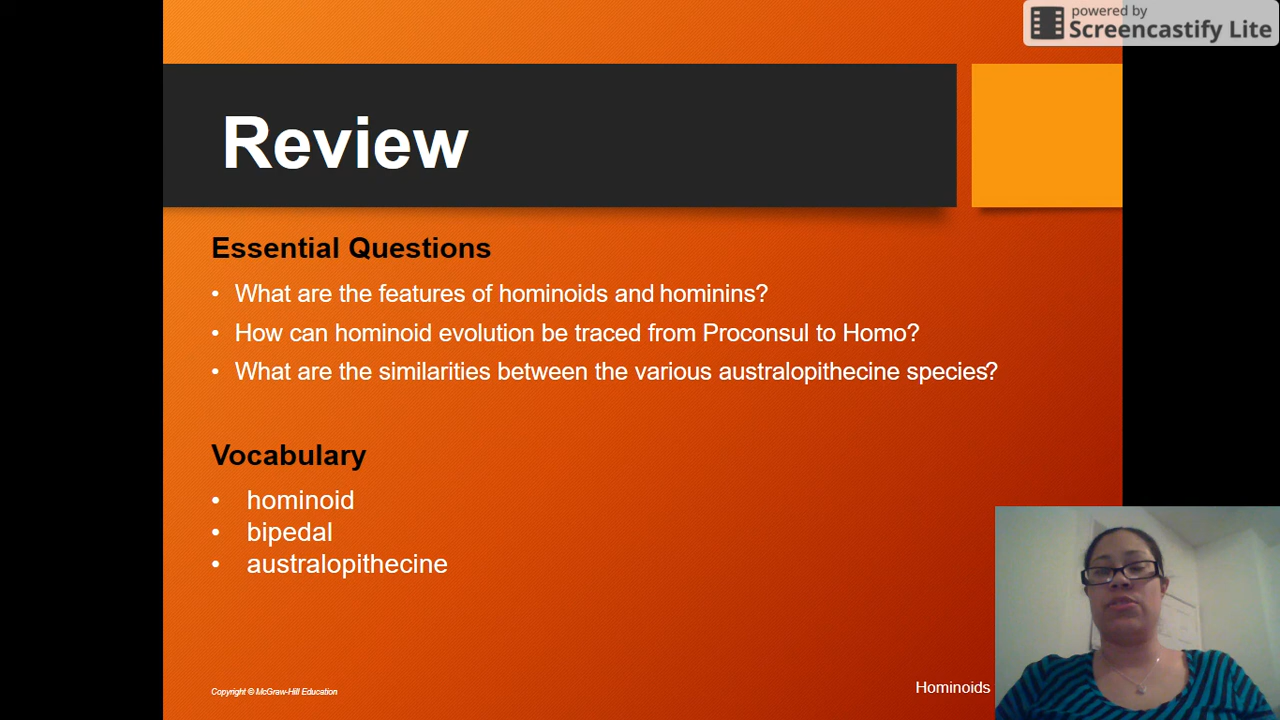 powered by
Screencastify Lite
Review
Essential Questions
• What are the features of hominoids and hominins?
• How can hominoid evolution be traced from Proconsul to Homo?
• What are the similarities between the various australopithecine species?
Vocabulary
• hominoid
• bipedal
• australopithecine
Copyright © McGraw-Hill Education
Hominoids